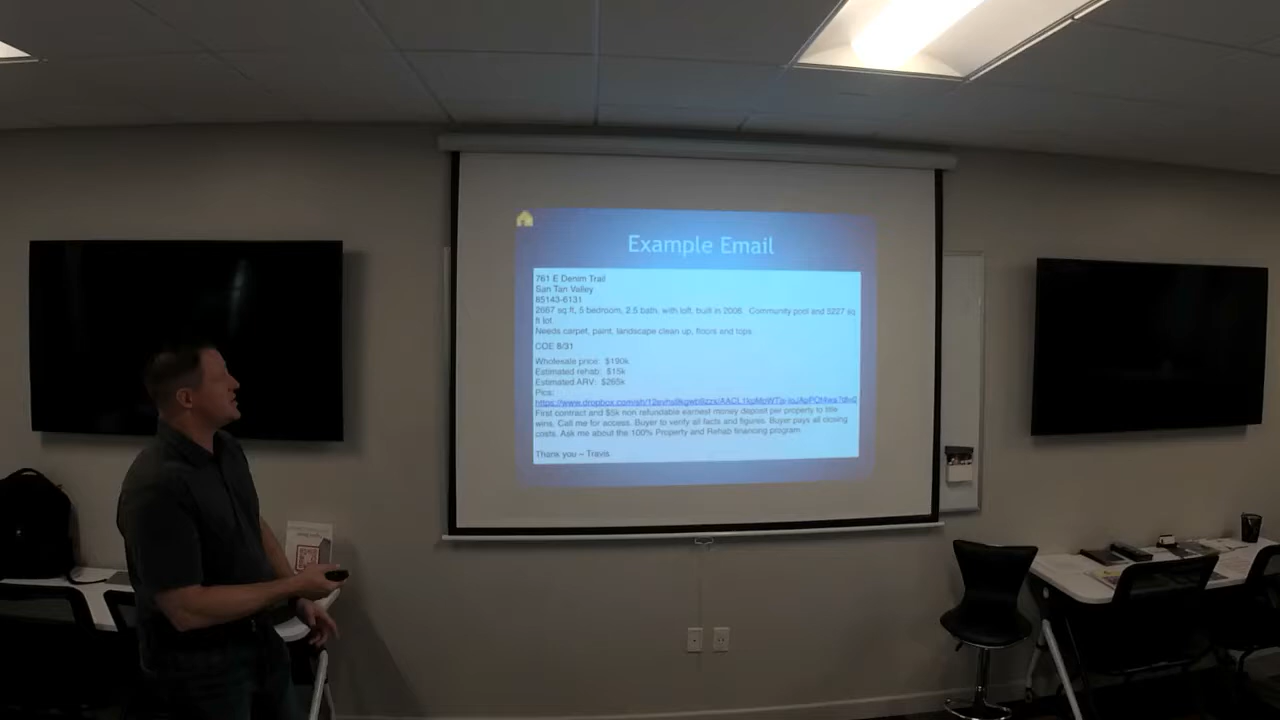 Example Email
761 E Denim Trail
San Tan Valley
85143-6131
2667 sq ft, 5 bedroom, 2.5 bath, with loft, built in 2006. Community pool and 5227 sq
ft lot.
Needs carpet, paint, landscape clean up, floors and tops
COE 8/31
Wholesale price: $190k
Estimated rehab: $15k
Estimated ARV: $265k
Pics:
First contract and $5k non refundable earnest money deposit per property to title
wins. Call me for access. Buyer to verify all facts and figures. Buyer pays all closing
costs. Ask me about the 100% Property and Rehab financing program.
Thank you – Travis